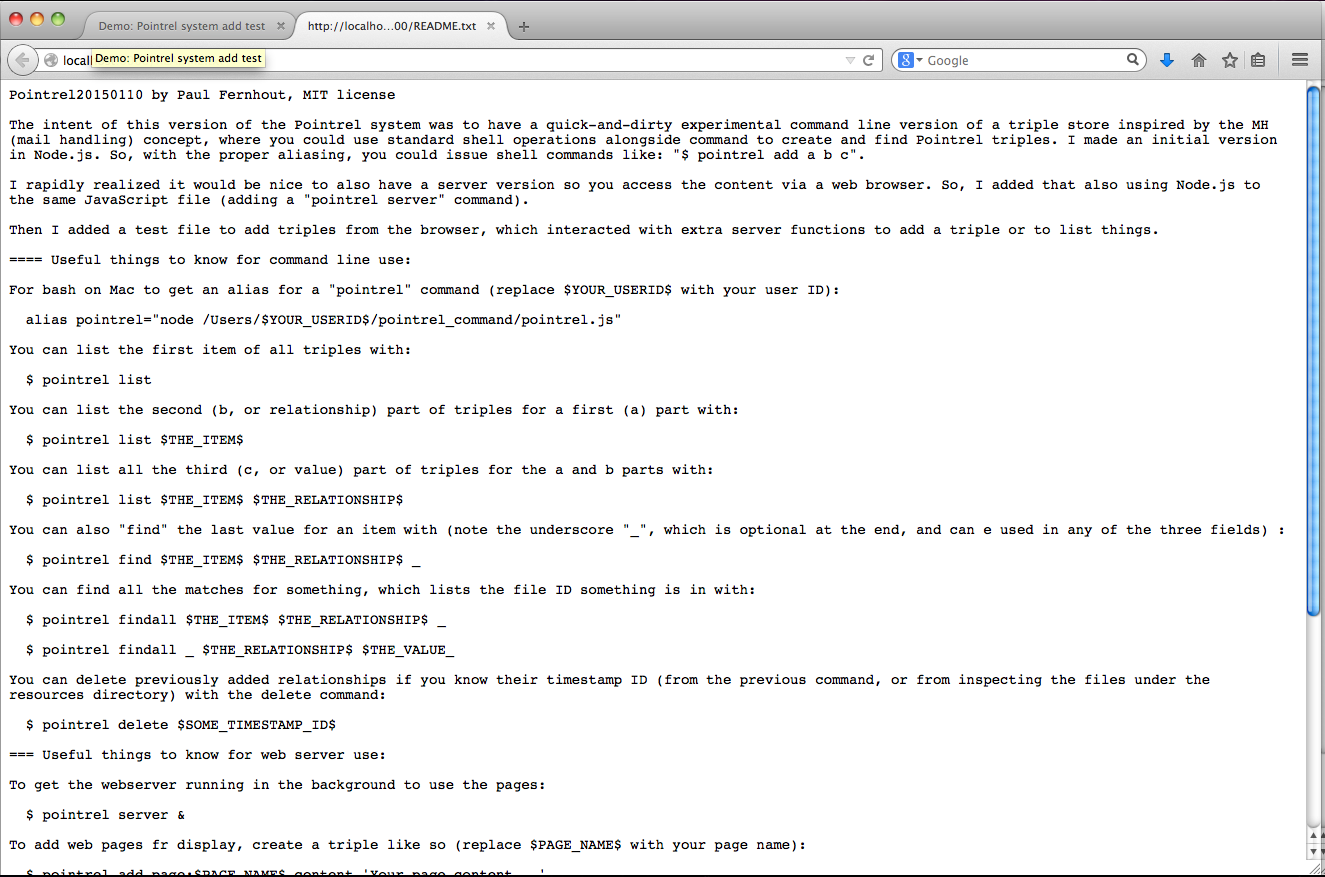 Demo: Pointrel system add test
http://localho...00/README.txt
local
Demo: Pointrel system add test
Google
Pointrel20150110 by Paul Fernhout, MIT license
The intent of this version of the Pointrel system was to have a quick-and-dirty experimental command line version of a triple store inspired by the MH
(mail handling) concept, where you could use standard shell operations alongside command to create and find Pointrel triples. I made an initial version
in Node.js. So, with the proper aliasing, you could issue shell commands like: "$ pointrel add a b c".
I rapidly realized it would be nice to also have a server version so you access the content via a web browser. So, I added that also using Node.js to
the same JavaScript file (adding a "pointrel server" command).
Then I added a test file to add triples from the browser, which interacted with extra server functions to add a triple or to list things.
==== Useful things to know for command line use:
For bash on Mac to get an alias for a "pointrel" command (replace $YOUR_USERID$ with your user ID):
alias pointrel="node /Users/$YOUR_USERID$/pointrel_command/pointrel.js"
You can list the first item of all triples with:
$ pointrel list
You can list the second (b, or relationship) part of triples for a first (a) part with:
$ pointrel list $THE_ITEM$
You can list all the third (c, or value) part of triples for the a and b parts with:
$ pointrel list $THE_ITEM$ $THE_RELATIONSHIP$
You can also "find" the last value for an item with (note the underscore "_", which is optional at the end, and can e used in any of the three fields) :
$ pointrel find $THE_ITEM$ $THE_RELATIONSHIP$ _
You can find all the matches for something, which lists the file ID something is in with:
$ pointrel findall $THE_ITEM$ $THE_RELATIONSHIP$ _
$ pointrel findall _ $THE_RELATIONSHIP$ $THE_VALUE_
You can delete previously added relationships if you know their timestamp ID (from the previous command, or from inspecting the files under the
resources directory) with the delete command:
$ pointrel delete $SOME_TIMESTAMP_ID$
=== Useful things to know for web server use:
To get the webserver running in the background to use the pages:
$ pointrel server &
To add web pages fr display, create a triple like so (replace $PAGE_NAME$ with your page name):
$ pointrel add page:$PAGE_NAME$ content 'Your page content...'